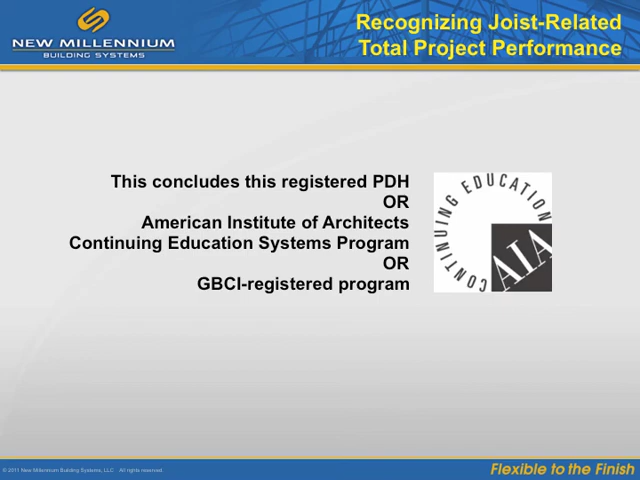 NEW MILLENNIUM
BUILDING SYSTEMS
Recognizing Joist-Related
Total Project Performance
This concludes this registered PDH
OR
American Institute of Architects
Continuing Education Systems Program
OR
GBCI-registered program
CONTINUING EDUCATION
AIA
© 2011 New Millennium Building Systems, LLC All rights reserved.
Flexible to the Finish